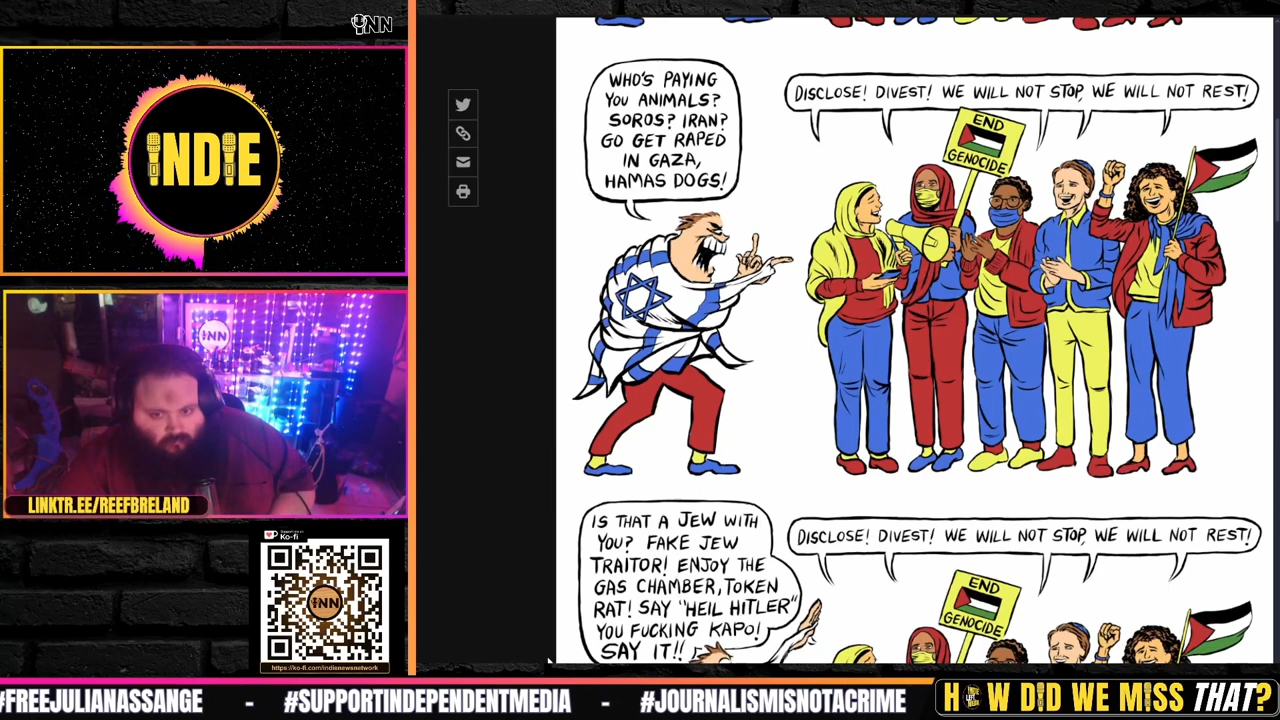 INN
INDIE
INN
LINKTR.EE/REEFBRELAND
Ko-fi
INN
https://ko-fi.com/indienewsnetwork
WHO'S PAYING
YOU ANIMALS?
SOROS? IRAN?
GO GET RAPED
IN GAZA,
HAMAS DOGS!
DISCLOSE! DIVEST! WE WILL NOT STOP, WE WILL NOT REST!
END
GENOCIDE
IS THAT A JEW WITH
YOU? FAKE JEW
TRAITOR! ENJOY THE
GAS CHAMBER, TOKEN
RAT! SAY "HEIL HITLER"
YOU FUCKING KAPO!
SAY IT!!
DISCLOSE! DIVEST! WE WILL NOT STOP, WE WILL NOT REST!
END
GENOCIDE
#FREEJULIANASSANGE - #SUPPORTINDEPENDENTMEDIA - #JOURNALISMISNOTACRIME
HOW DID WE MISS THAT?